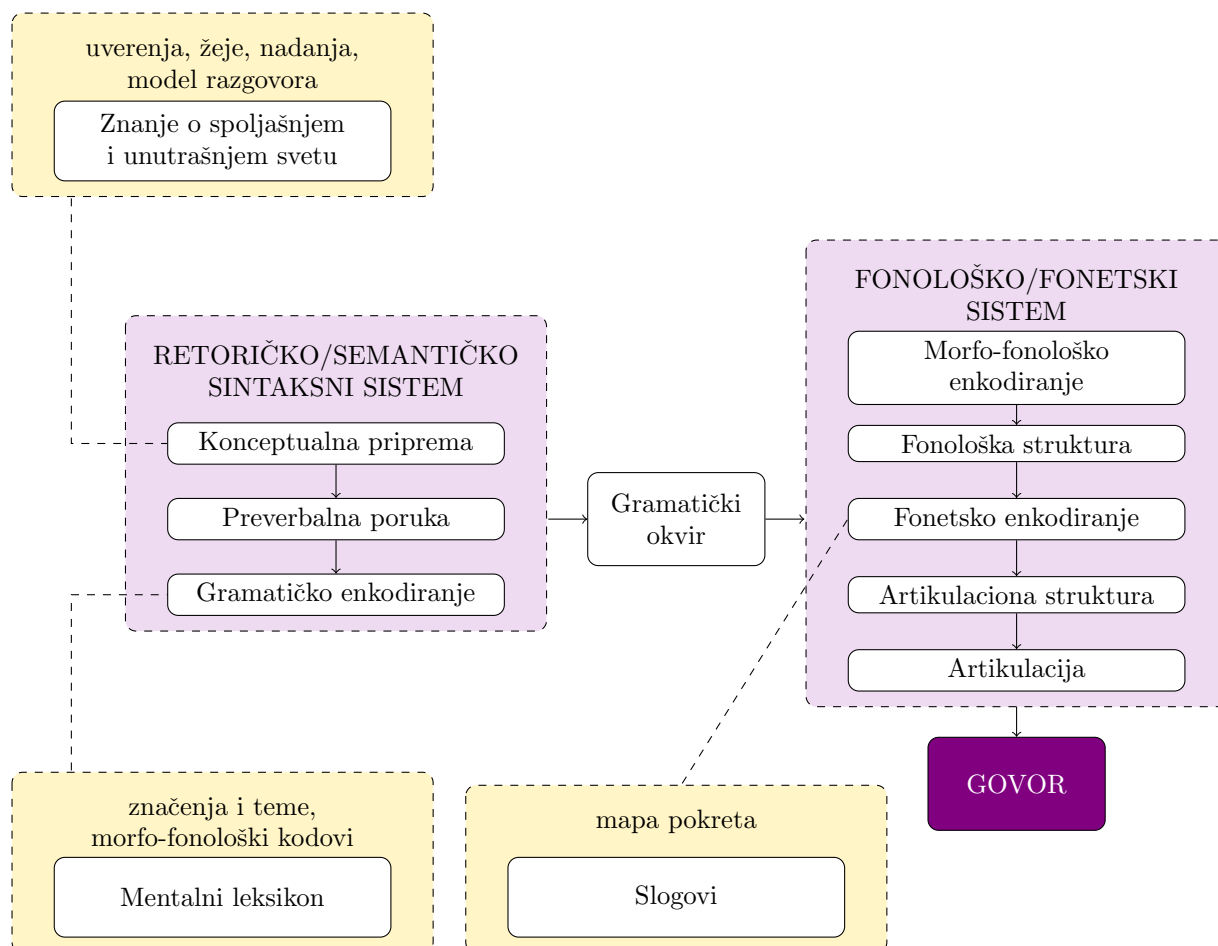 uverenja, žeje, nadanja,
model razgovora
Znanje o spoljašnjem
i unutrašnjem svetu
RETORIČKO/SEMANTIČKO
SINTAKSNI SISTEM
Konceptualna priprema
Preverbalna poruka
Gramatičko enkodiranje
Gramatički
okvir
FONOLOŠKO/FONETSKI
SISTEM
Morfo-fonološko
enkodiranje
Fonološka struktura
Fonetsko enkodiranje
Artikulaciona struktura
Artikulacija
GOVOR
značenja i teme,
morfo-fonološki kodovi
Mentalni leksikon
mapa pokreta
Slogovi